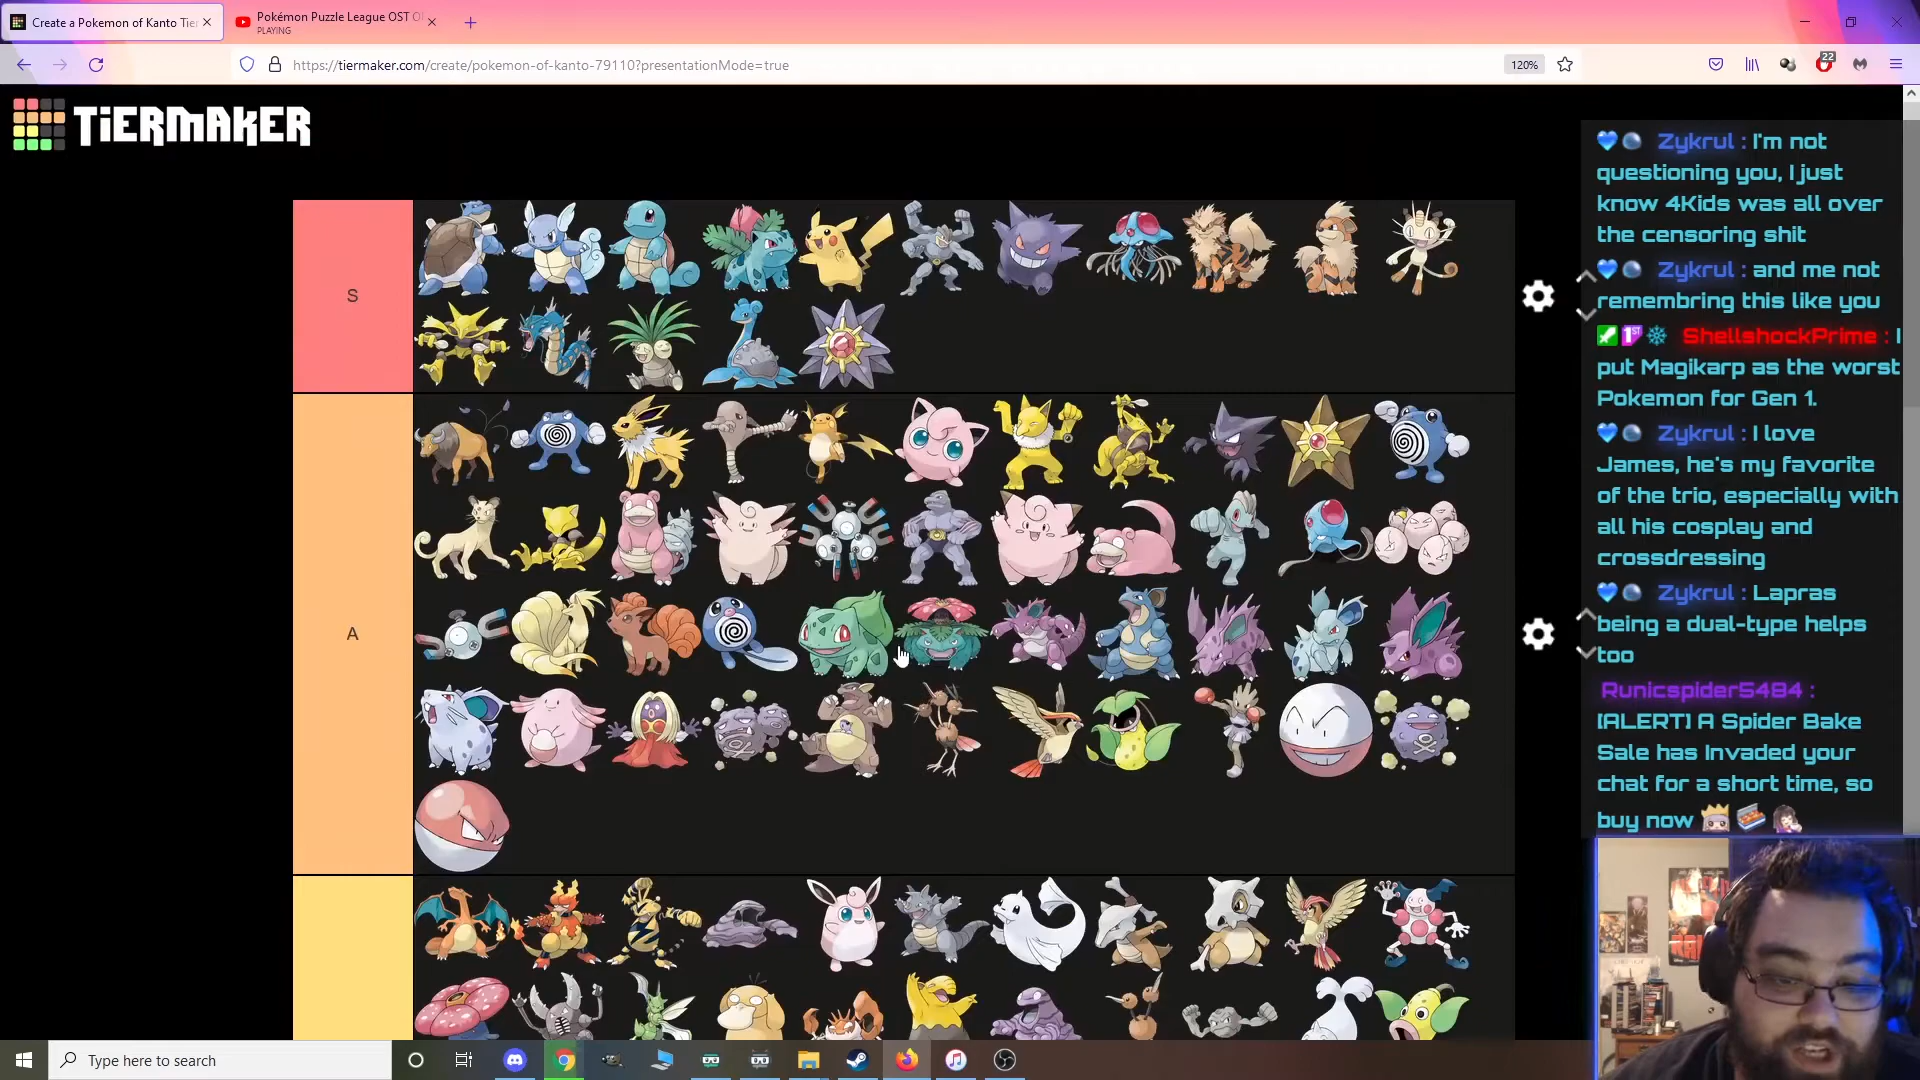 Create a Pokemon of Kanto Tier
Pokémon Puzzle League OST O
PLAYING
https://tiermaker.com/create/pokemon-of-kanto-79110?presentationMode=true
120%
22
TiERMAKER
S
A
Zykrul : I'm not
questioning you, I just
know 4Kids was all over
the censoring shit
Zykrul : and me not
remembring this like you
1ST ShellshockPrime : I
put Magikarp as the worst
Pokemon for Gen 1.
Zykrul : I love
James, he's my favorite
of the trio, especially with
all his cosplay and
crossdressing
Zykrul : Lapras
being a dual-type helps
too
Runicspider5484 :
[ALERT] A Spider Bake
Sale has Invaded your
chat for a short time, so
buy now
Type here to search